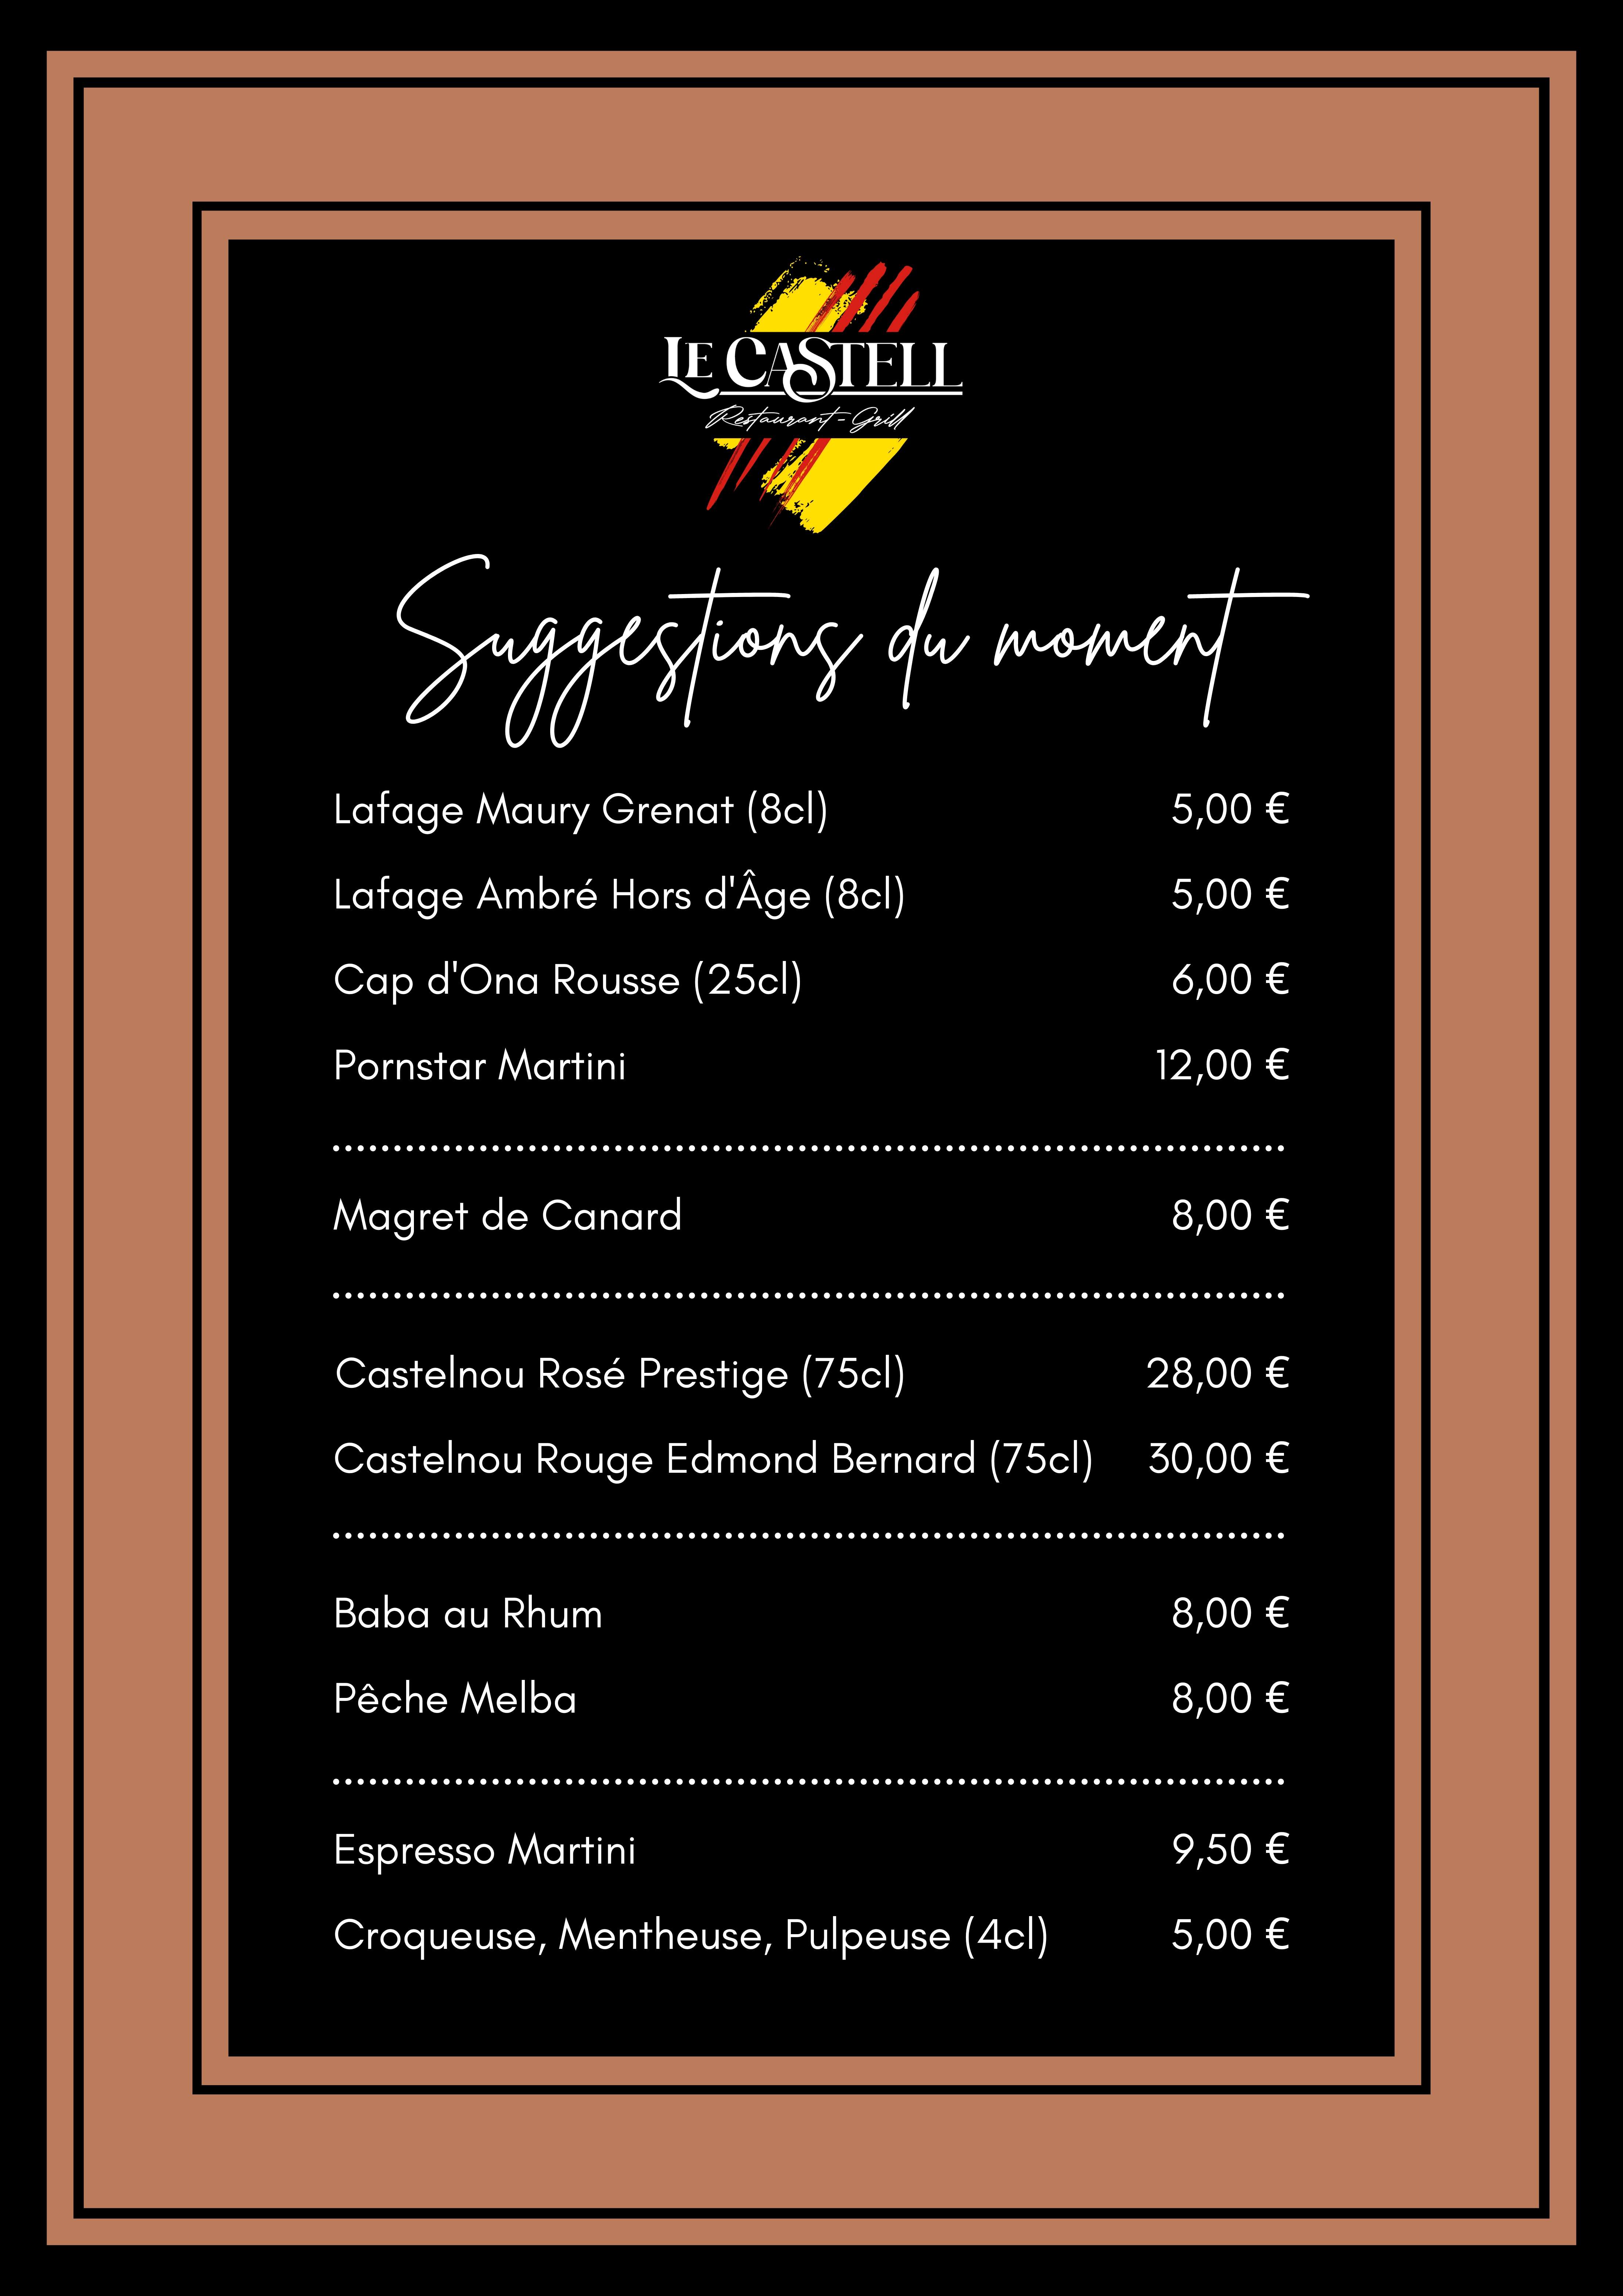 LE CASTELL
Restaurant - Grill
Suggestions du moment
Lafage Maury Grenat (8cl) 5,00 €
Lafage Ambré Hors d'Âge (8cl) 5,00 €
Cap d'Ona Rousse (25cl) 6,00 €
Pornstar Martini 12,00 €
Magret de Canard 8,00 €
Castelnou Rosé Prestige (75cl) 28,00 €
Castelnou Rouge Edmond Bernard (75cl) 30,00 €
Baba au Rhum 8,00 €
Pêche Melba 8,00 €
Espresso Martini 9,50 €
Croqueuse, Mentheuse, Pulpeuse (4cl) 5,00 €